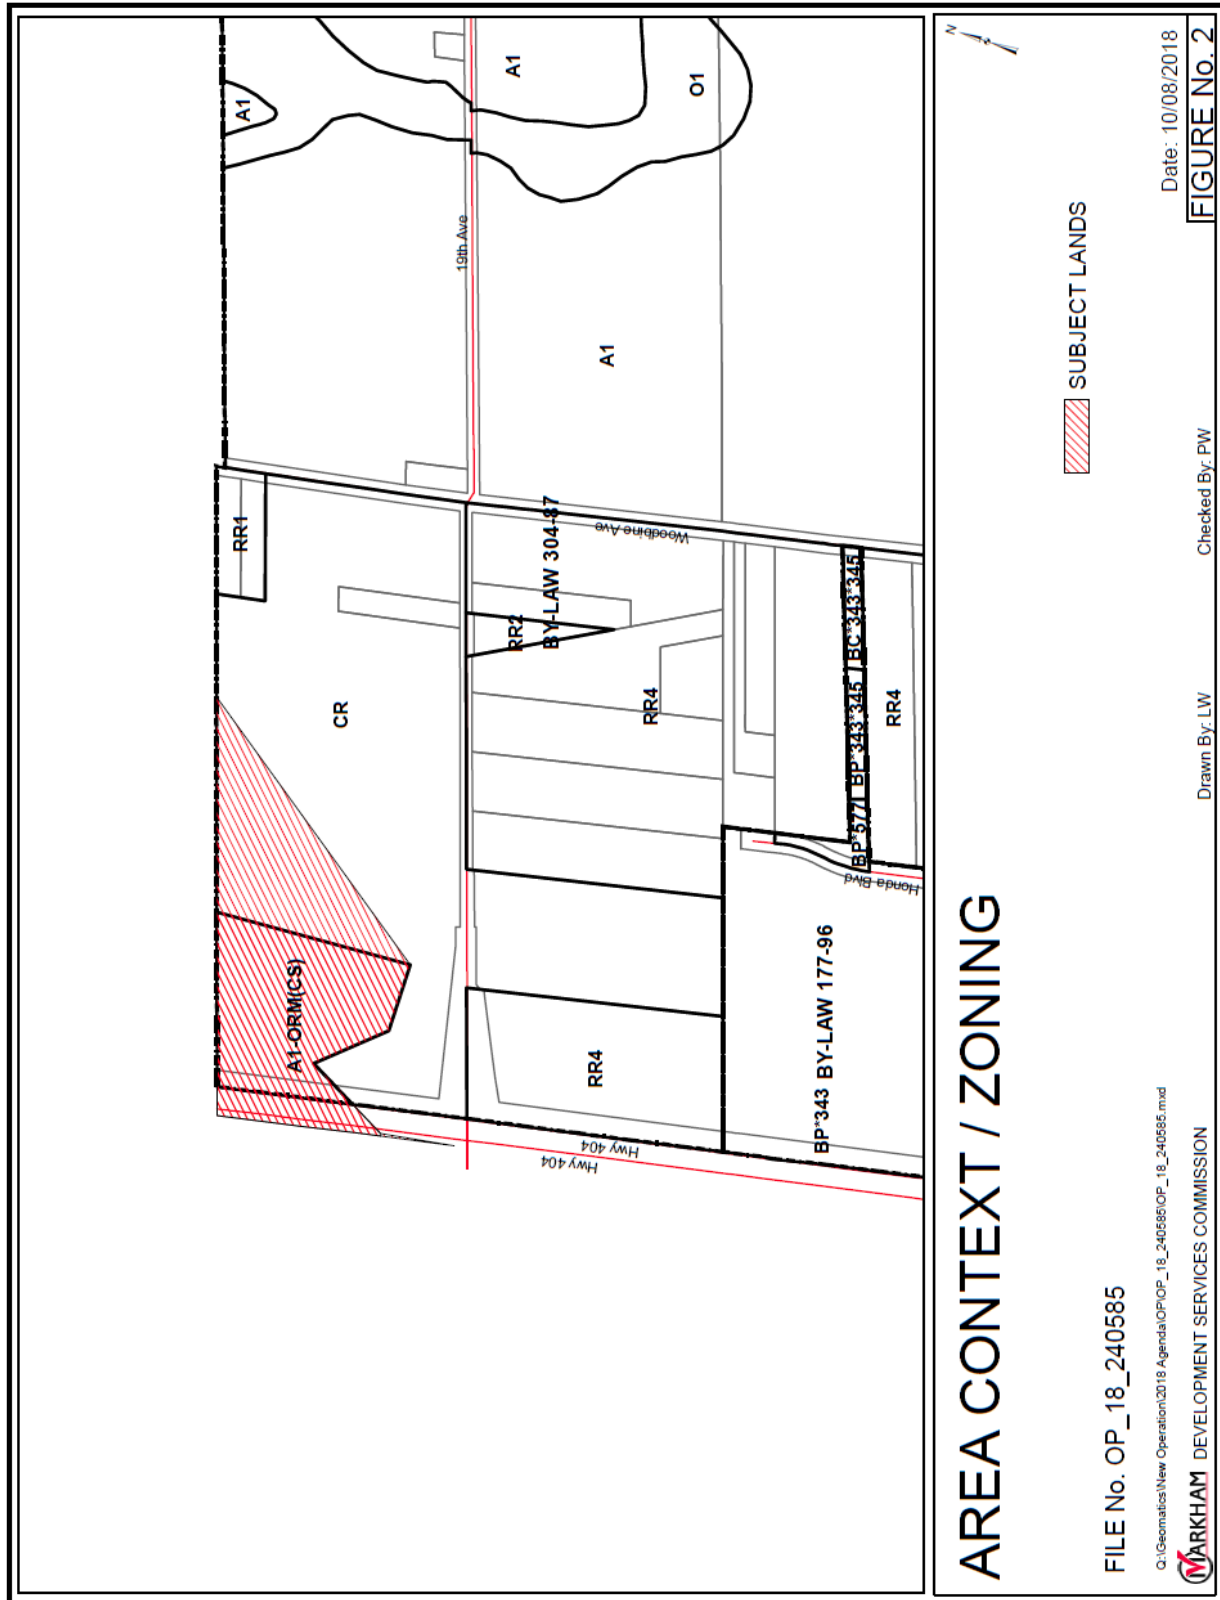 A1
RR1
A1-ORM(CS)
CR
19th Ave
A1
RR2
BY-LAW 304-87
Hwy 404
Hwy 404
RR4
A1
Woodbine Ave
RR4
O1
BP*343 BY-LAW 177-96
BP*577 BP*343*345 BC*343*345
Honda Blvd
RR4
N
AREA CONTEXT / ZONING
SUBJECT LANDS
FILE No. OP_18_240585
Q:\Geomatics\New Operation\2018 Agenda\OP\OP_18_240585\OP_18_240585.mxd
Date: 10/08/2018
MARKHAM DEVELOPMENT SERVICES COMMISSION
Drawn By: LW
Checked By: PW
FIGURE No. 2